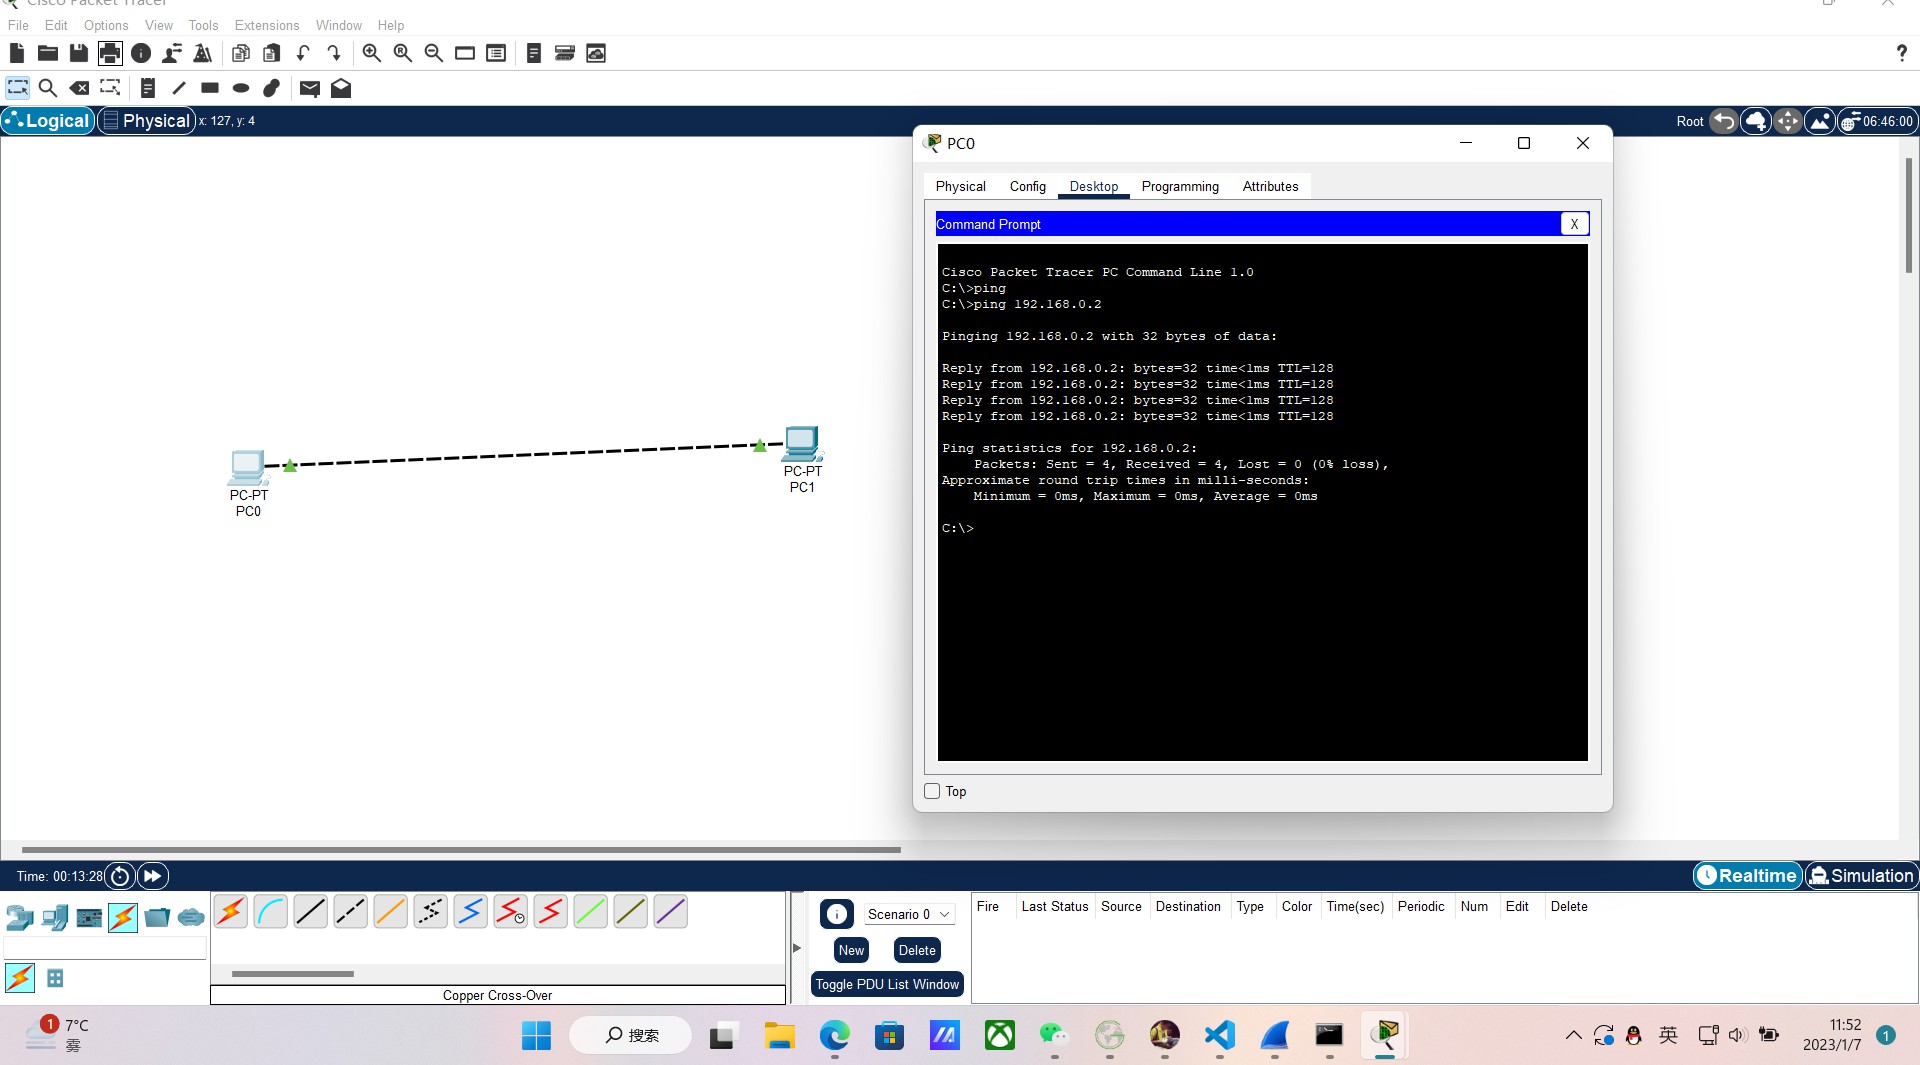 Cisco Packet Tracer
File Edit Options View Tools Extensions Window Help
?
Logical Physical x: 127, y: 4 Root 06:46:00
PC0
Physical Config Desktop Programming Attributes
Command Prompt X
Cisco Packet Tracer PC Command Line 1.0
C:\>ping
C:\>ping 192.168.0.2
Pinging 192.168.0.2 with 32 bytes of data:
Reply from 192.168.0.2: bytes=32 time<1ms TTL=128
Reply from 192.168.0.2: bytes=32 time<1ms TTL=128
Reply from 192.168.0.2: bytes=32 time<1ms TTL=128
Reply from 192.168.0.2: bytes=32 time<1ms TTL=128
Ping statistics for 192.168.0.2:
Packets: Sent = 4, Received = 4, Lost = 0 (0% loss),
Approximate round trip times in milli-seconds:
Minimum = 0ms, Maximum = 0ms, Average = 0ms
C:\>
Top
PC-PT
PC0
PC-PT
PC1
Time: 00:13:28 Realtime Simulation
Scenario 0
New Delete
Toggle PDU List Window
Fire Last Status Source Destination Type Color Time(sec) Periodic Num Edit Delete
Copper Cross-Over
1 7°C
雾
搜索
英
11:52
2023/1/7
1